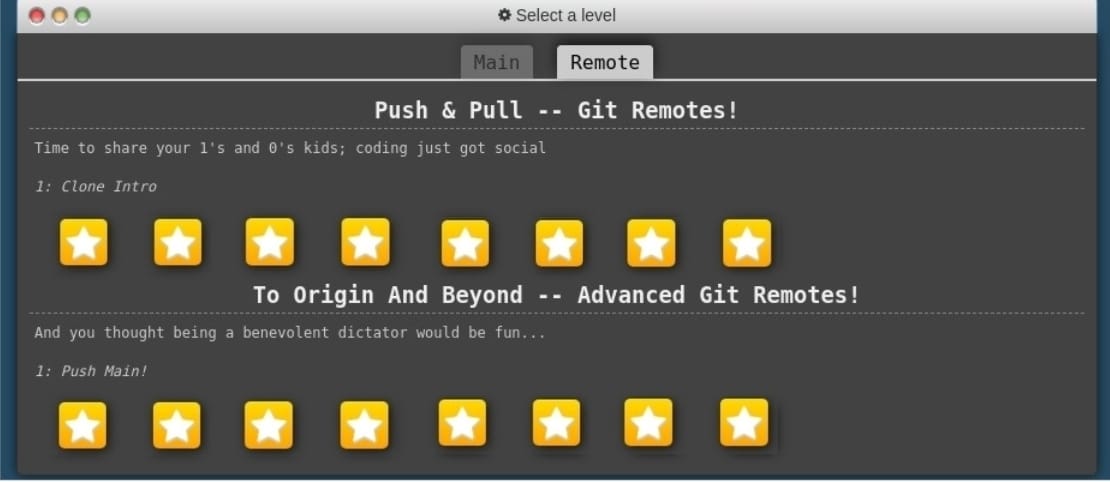 Select a level
Main
Remote
Push & Pull -- Git Remotes!
Time to share your 1's and 0's kids; coding just got social
1: Clone Intro
To Origin And Beyond -- Advanced Git Remotes!
And you thought being a benevolent dictator would be fun...
1: Push Main!